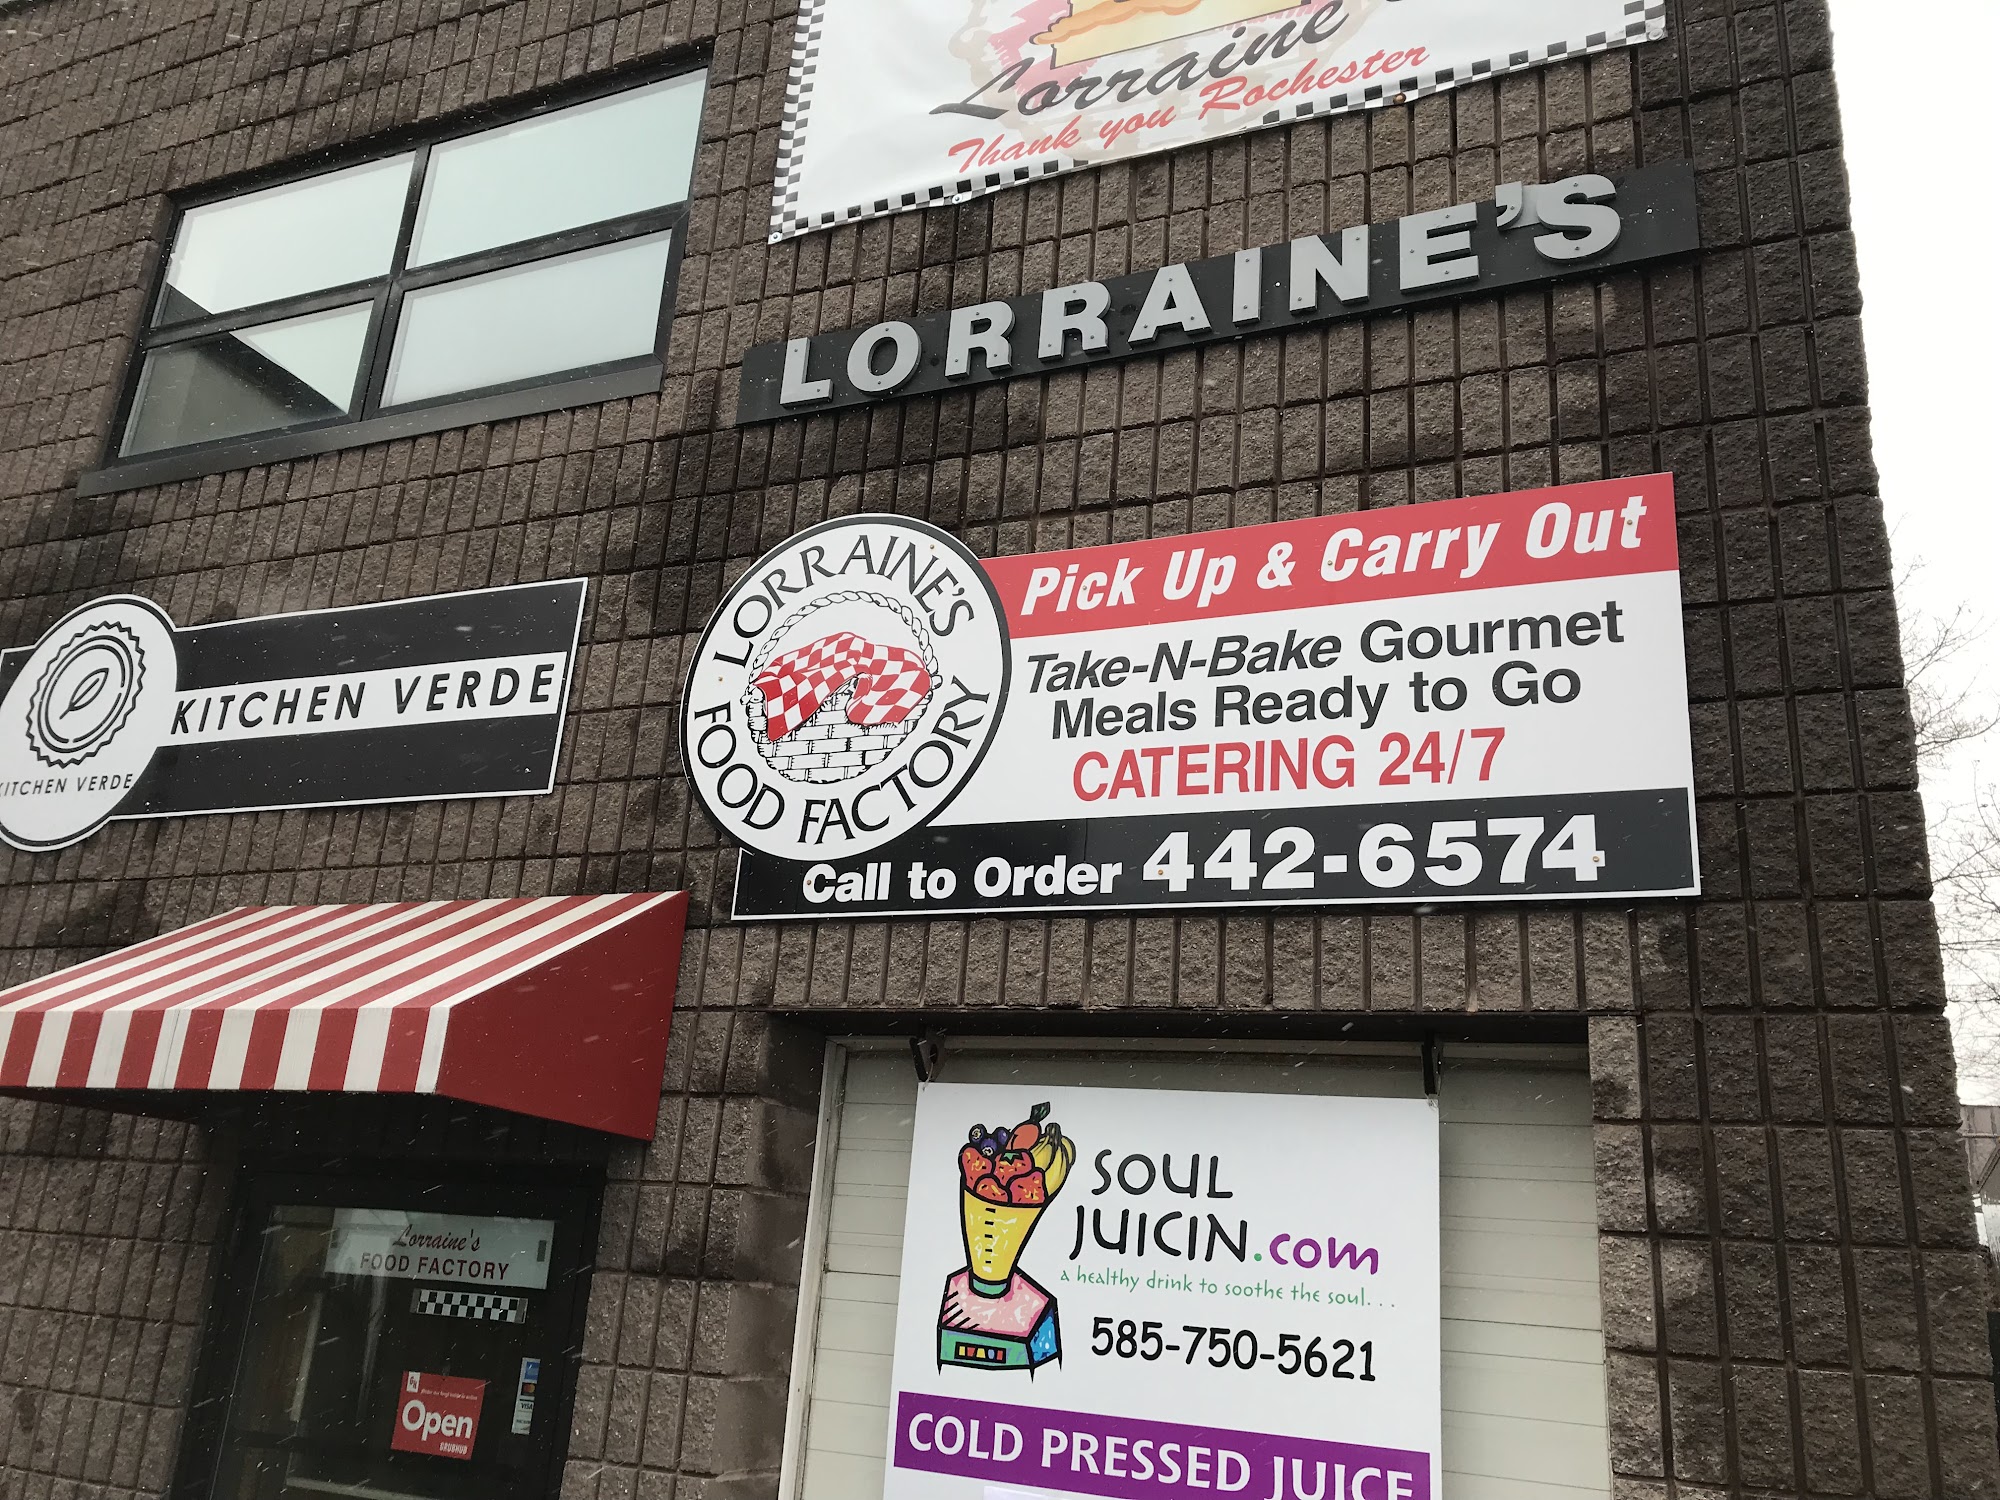 Lorraine's
Thank you Rochester
LORRAINE'S
LORRAINE'S
FOOD FACTORY
Pick Up & Carry Out
Take-N-Bake Gourmet
Meals Ready to Go
CATERING 24/7
Call to Order 442-6574
KITCHEN VERDE
KITCHEN VERDE
Lorraine's
FOOD FACTORY
Open
GRUBHUB
VISA
SOUL
JUICIN.com
a healthy drink to soothe the soul...
585-750-5621
COLD PRESSED JUICE